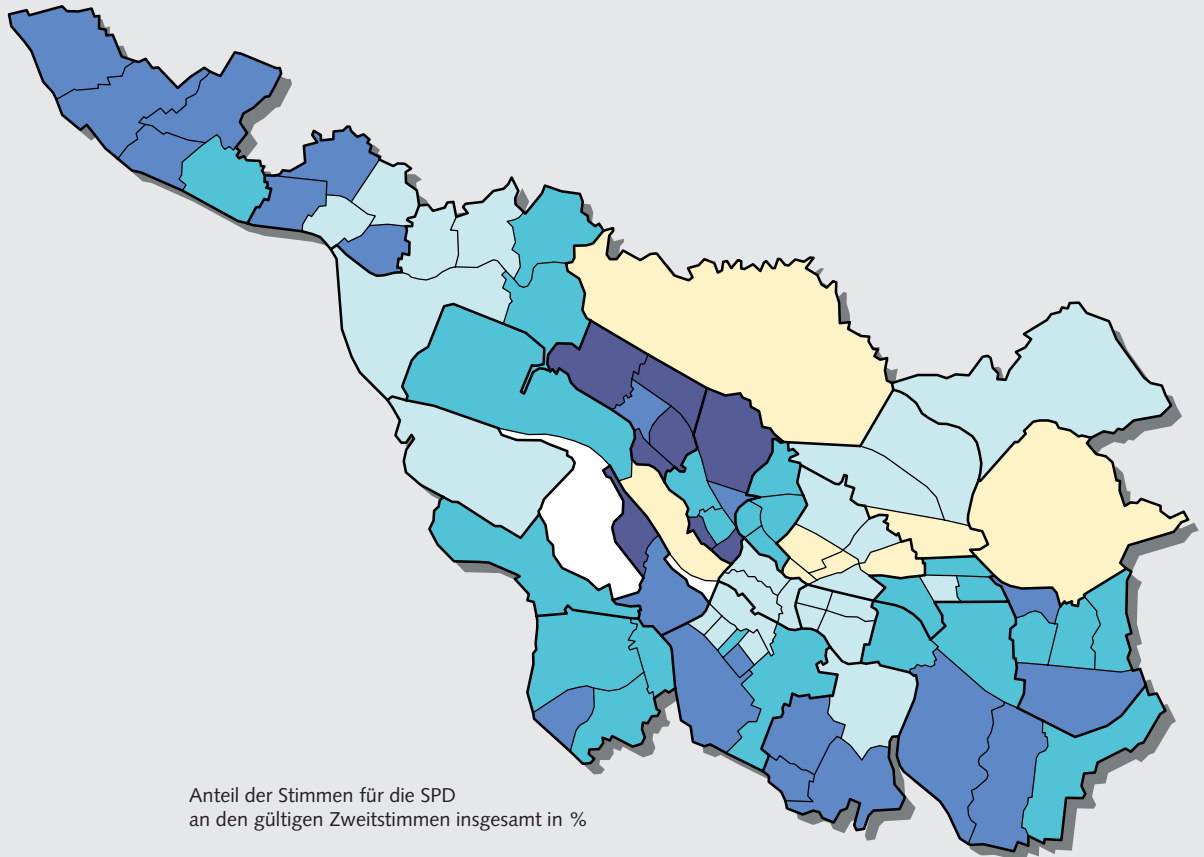 Anteil der Stimmen für die SPD
an den gültigen Zweitstimmen insgesamt in %